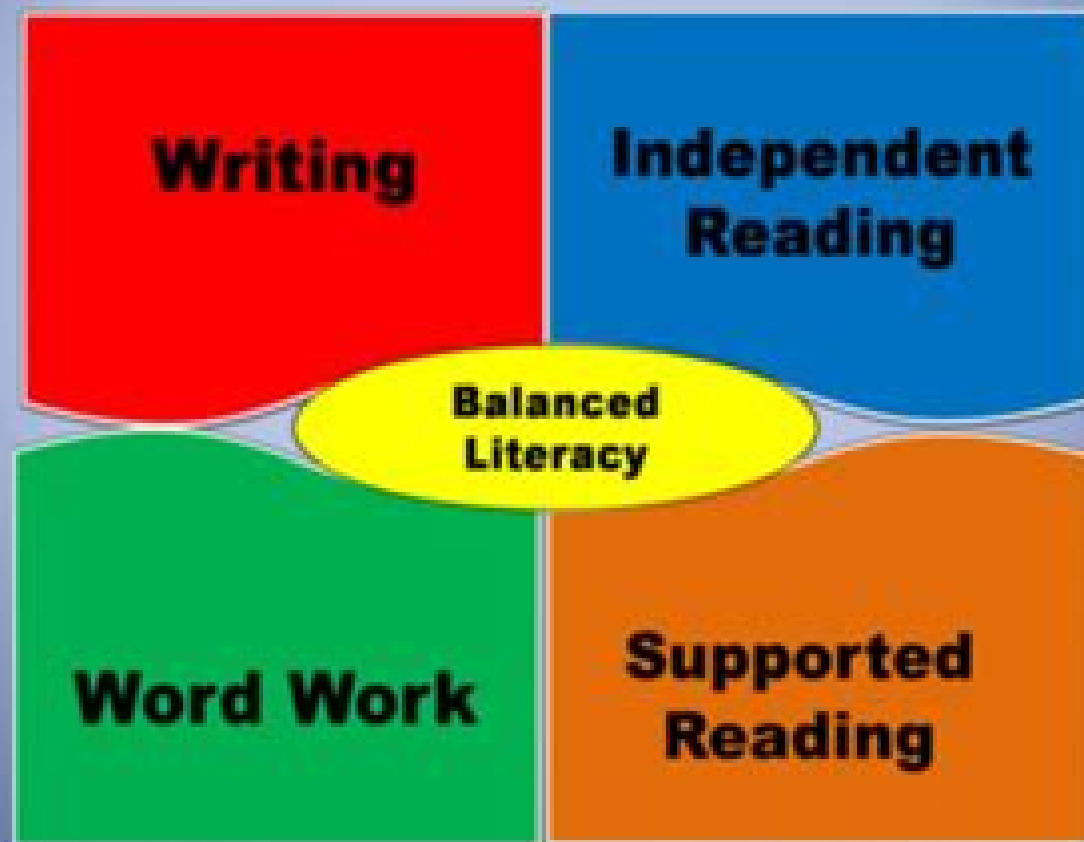 Writing
Independent
Reading
Balanced
Literacy
Word Work
Supported
Reading